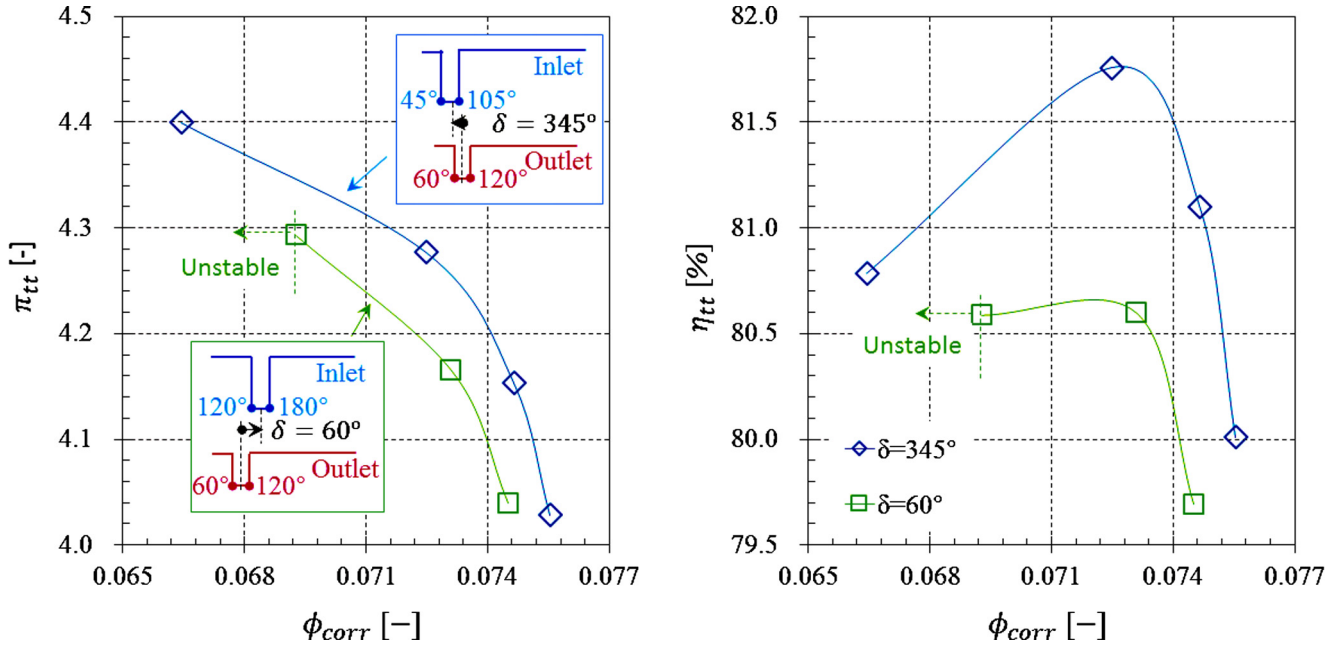 4.5
4.4
4.3
4.2
4.1
4.0
π_tt [-]
0.065
0.068
0.071
0.074
0.077
ϕ_corr [−]
Inlet
45° 105°
δ = 345°
Outlet
60° 120°
Unstable
Inlet
120° 180°
δ = 60°
Outlet
60° 120°
82.0
81.5
81.0
80.5
80.0
79.5
η_tt [%]
0.065
0.068
0.071
0.074
0.077
ϕ_corr [−]
Unstable
δ=345°
δ=60°